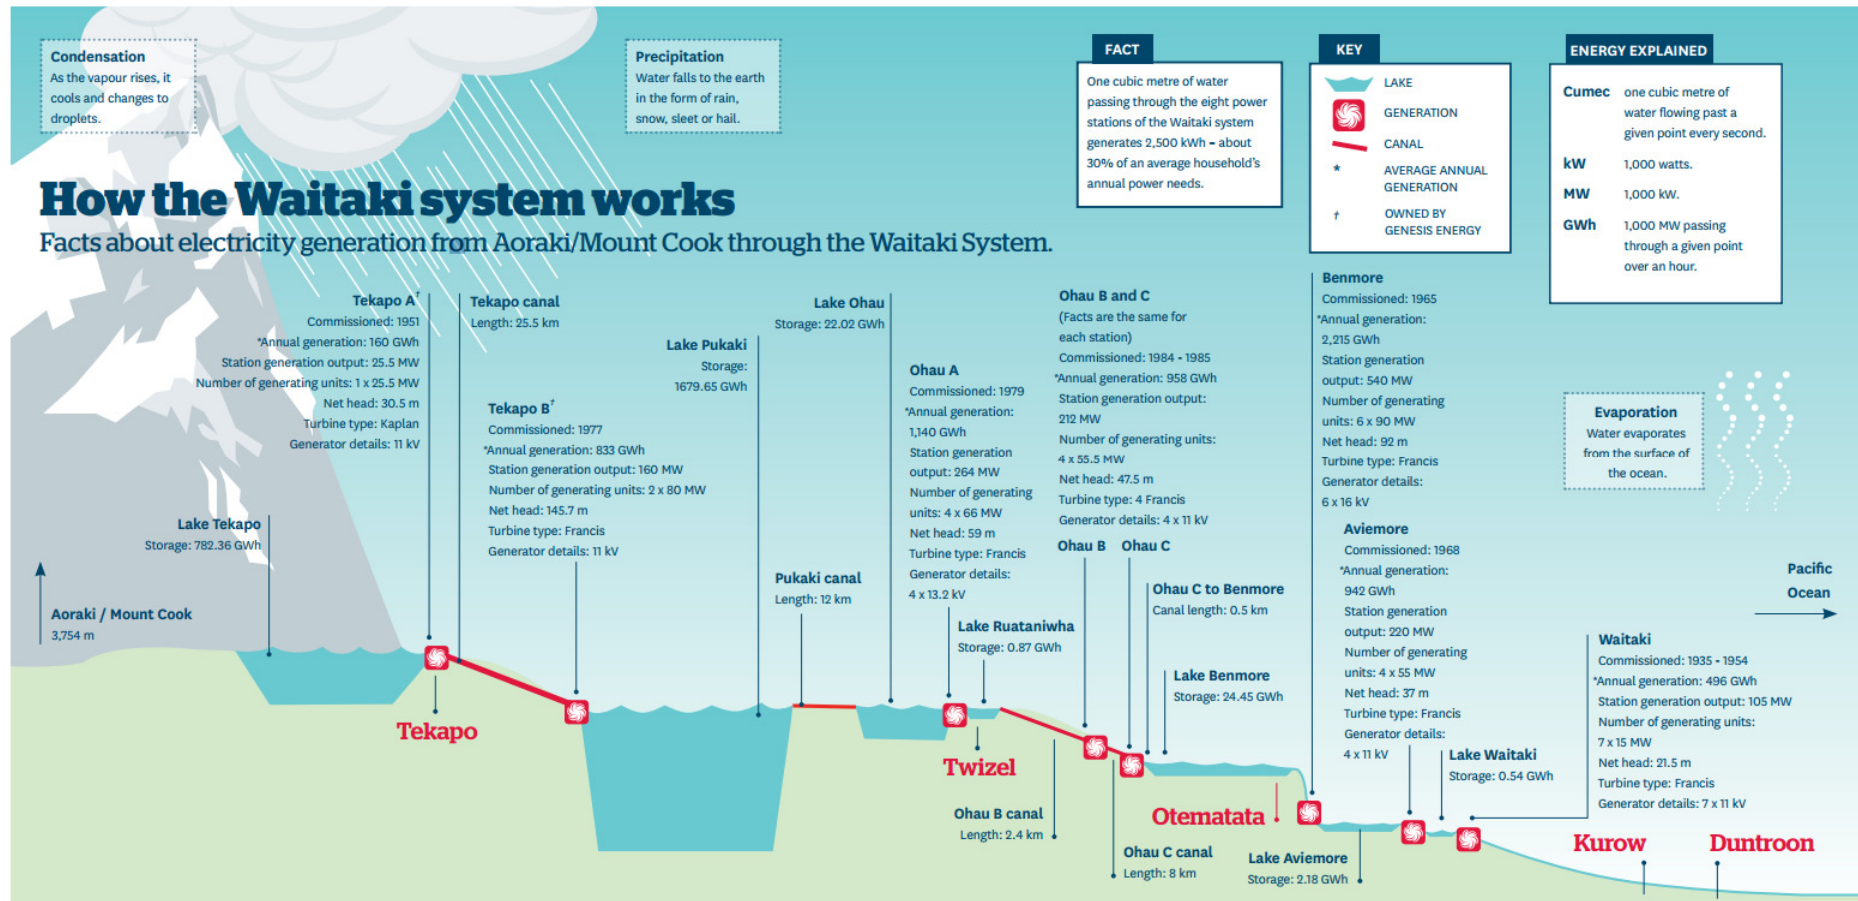 Condensation
As the vapour rises, it
cools and changes to
droplets.
Precipitation
Water falls to the earth
in the form of rain,
snow, sleet or hail.
FACT
One cubic metre of water
passing through the eight power
stations of the Waitaki system
generates 2,500 kWh – about
30% of an average household's
annual power needs.
KEY
LAKE
GENERATION
CANAL
* AVERAGE ANNUAL
GENERATION
† OWNED BY
GENESIS ENERGY
ENERGY EXPLAINED
Cumec one cubic metre of
water flowing past a
given point every second.
kW 1,000 watts.
MW 1,000 kW.
GWh 1,000 MW passing
through a given point
over an hour.
How the Waitaki system works
Facts about electricity generation from Aoraki/Mount Cook through the Waitaki System.
Tekapo A†
Commissioned: 1951
*Annual generation: 160 GWh
Station generation output: 25.5 MW
Number of generating units: 1 x 25.5 MW
Net head: 30.5 m
Turbine type: Kaplan
Generator details: 11 kV
Tekapo canal
Length: 25.5 km
Lake Tekapo
Storage: 782.36 GWh
Aoraki / Mount Cook
3,754 m
Tekapo
Tekapo B†
Commissioned: 1977
*Annual generation: 833 GWh
Station generation output: 160 MW
Number of generating units: 2 x 80 MW
Net head: 145.7 m
Turbine type: Francis
Generator details: 11 kV
Lake Pukaki
Storage:
1679.65 GWh
Pukaki canal
Length: 12 km
Lake Ohau
Storage: 22.02 GWh
Ohau A
Commissioned: 1979
*Annual generation:
1,140 GWh
Station generation
output: 264 MW
Number of generating
units: 4 x 66 MW
Net head: 59 m
Turbine type: Francis
Generator details:
4 x 13.2 kV
Lake Ruataniwha
Storage: 0.87 GWh
Twizel
Ohau B and C
(Facts are the same for
each station)
Commissioned: 1984 - 1985
*Annual generation: 958 GWh
Station generation output:
212 MW
Number of generating units:
4 x 55.5 MW
Net head: 47.5 m
Turbine type: 4 Francis
Generator details: 4 x 11 kV
Ohau B Ohau C
Ohau B canal
Length: 2.4 km
Ohau C canal
Length: 8 km
Ohau C to Benmore
Canal length: 0.5 km
Lake Benmore
Storage: 24.45 GWh
Otematata
Benmore
Commissioned: 1965
*Annual generation:
2,215 GWh
Station generation
output: 540 MW
Number of generating
units: 6 x 90 MW
Net head: 92 m
Turbine type: Francis
Generator details:
6 x 16 kV
Lake Aviemore
Storage: 2.18 GWh
Aviemore
Commissioned: 1968
*Annual generation:
942 GWh
Station generation
output: 220 MW
Number of generating
units: 4 x 55 MW
Net head: 37 m
Turbine type: Francis
Generator details:
4 x 11 kV
Lake Waitaki
Storage: 0.54 GWh
Evaporation
Water evaporates
from the surface of
the ocean.
Pacific
Ocean
Waitaki
Commissioned: 1935 - 1954
*Annual generation: 496 GWh
Station generation output: 105 MW
Number of generating units:
7 x 15 MW
Net head: 21.5 m
Turbine type: Francis
Generator details: 7 x 11 kV
Kurow
Duntroon